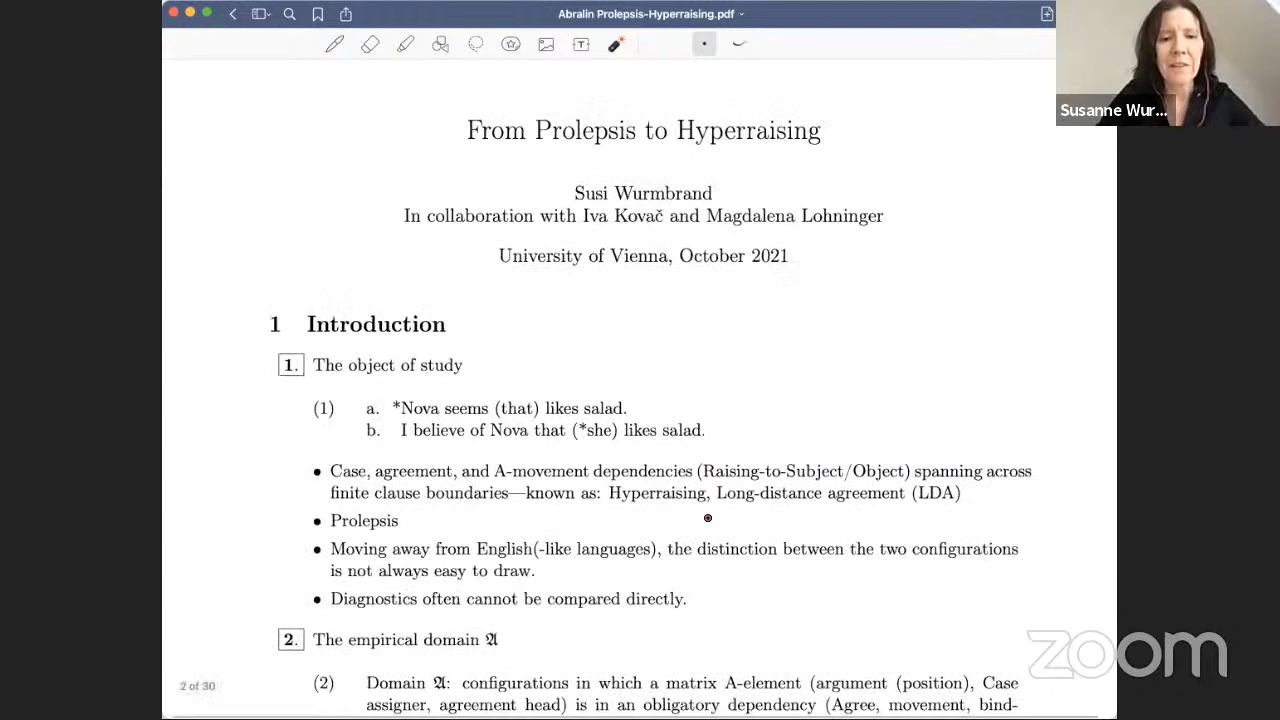 Abralin Prolepsis-Hyperraising.pdf
Susanne Wur...
From Prolepsis to Hyperraising
Susi Wurmbrand
In collaboration with Iva Kovač and Magdalena Lohninger
University of Vienna, October 2021
1 Introduction
1. The object of study
(1) a. *Nova seems (that) likes salad.
b. I believe of Nova that (*she) likes salad.
• Case, agreement, and A-movement dependencies (Raising-to-Subject/Object) spanning across
finite clause boundaries—known as: Hyperraising, Long-distance agreement (LDA)
• Prolepsis
• Moving away from English(-like languages), the distinction between the two configurations
is not always easy to draw.
• Diagnostics often cannot be compared directly.
2. The empirical domain 𝔄
(2) Domain 𝔄: configurations in which a matrix A-element (argument (position), Case
assigner, agreement head) is in an obligatory dependency (Agree, movement, bind-
2 of 30
zoom